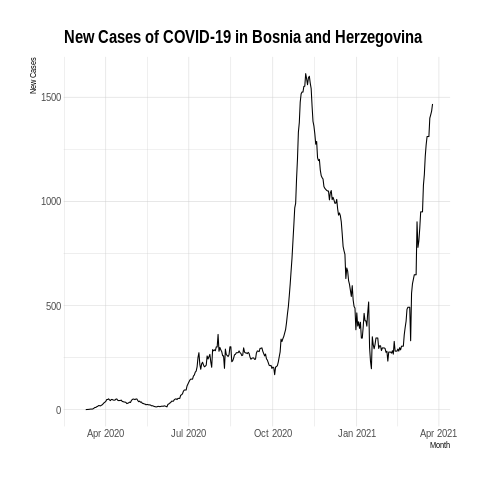 New Cases of COVID-19 in Bosnia and Herzegovina
New Cases
1500
1000
500
0
Apr 2020 Jul 2020 Oct 2020 Jan 2021 Apr 2021
Month